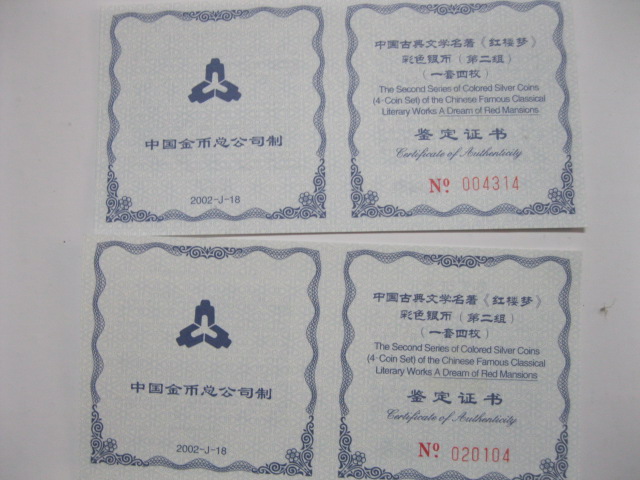 中国金币总公司制
2002-J-18
中国古典文学名著《红楼梦》
彩色银币（第二组）
（一套四枚）
The Second Series of Colored Silver Coins
(4-Coin Set) of the Chinese Famous Classical
Literary Works A Dream of Red Mansions
鉴定证书
Certificate of Authenticity
Nº 004314
中国金币总公司制
2002-J-18
中国古典文学名著《红楼梦》
彩色银币（第二组）
（一套四枚）
The Second Series of Colored Silver Coins
(4-Coin Set) of the Chinese Famous Classical
Literary Works A Dream of Red Mansions
鉴定证书
Certificate of Authenticity
Nº 020104